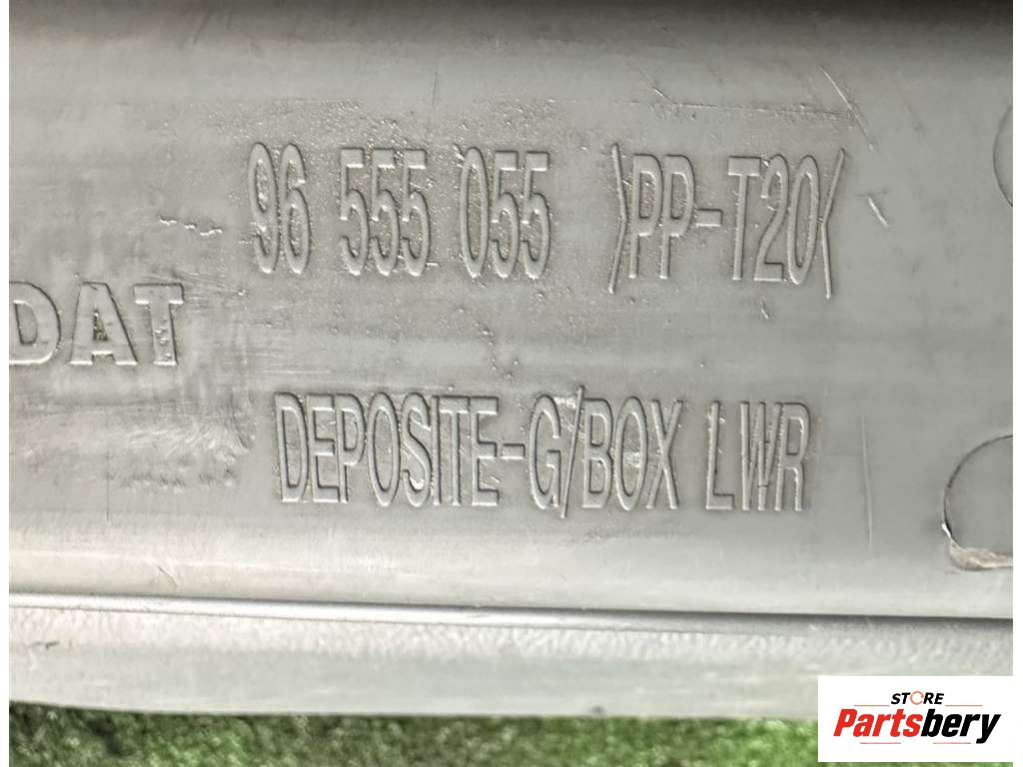 96 555 055 >PP-T20<
DAT
DEPOSITE-G/BOX LWR
STORE
Partsbery